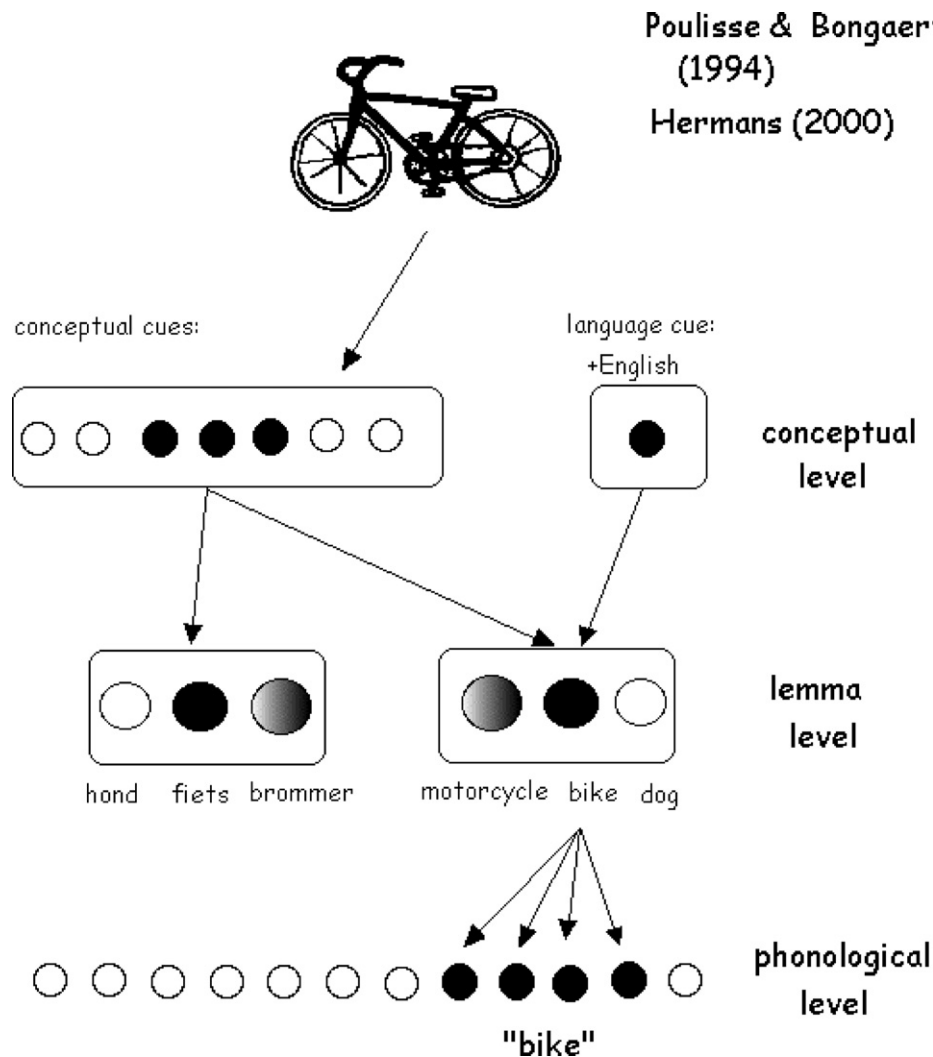 Poulisse & Bongaer
(1994)
Hermans (2000)
conceptual cues:
language cue:
+English
conceptual
level
lemma
level
hond fiets brommer
motorcycle bike dog
phonological
level
"bike"